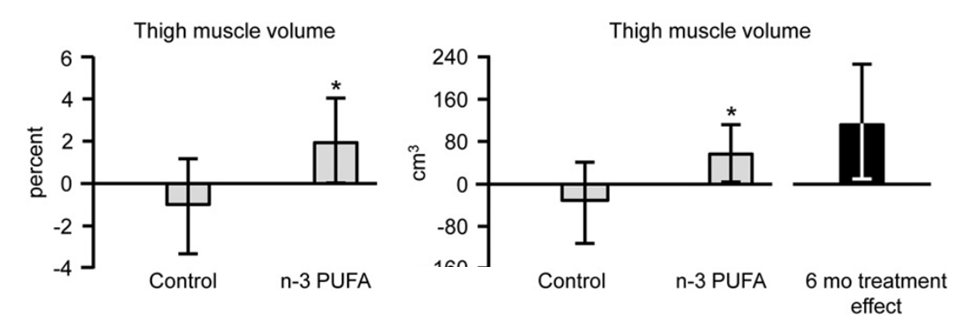 Thigh muscle volume
6
4
2
0
-2
-4
percent
*
Control
n-3 PUFA
Thigh muscle volume
240
160
80
0
-80
160
cm³
*
Control
n-3 PUFA
6 mo treatment
effect